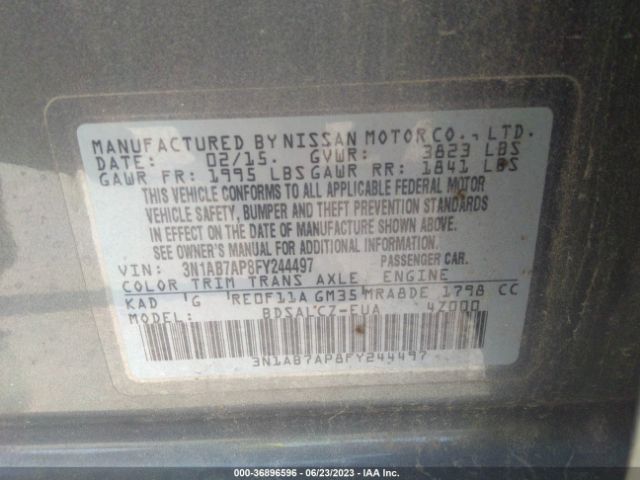 MANUFACTURED BY NISSAN MOTOR CO., LTD.
DATE: 02/15. GVWR: 3823 LBS
GAWR FR: 1995 LBS GAWR RR: 1841 LBS
THIS VEHICLE CONFORMS TO ALL APPLICABLE FEDERAL MOTOR
VEHICLE SAFETY, BUMPER AND THEFT PREVENTION STANDARDS
IN EFFECT ON THE DATE OF MANUFACTURE SHOWN ABOVE.
SEE OWNER'S MANUAL FOR ADDITIONAL INFORMATION.
VIN: 3N1AB7AP8FY244497 PASSENGER CAR.
COLOR TRIM TRANS AXLE ENGINE
KAD G RE0F11A GM35 MRA8DE 1798 CC
MODEL: BDSALCZ-EUA 4Z000
3N1AB7AP8FY244497
000-36896596 - 06/23/2023 - IAA Inc.